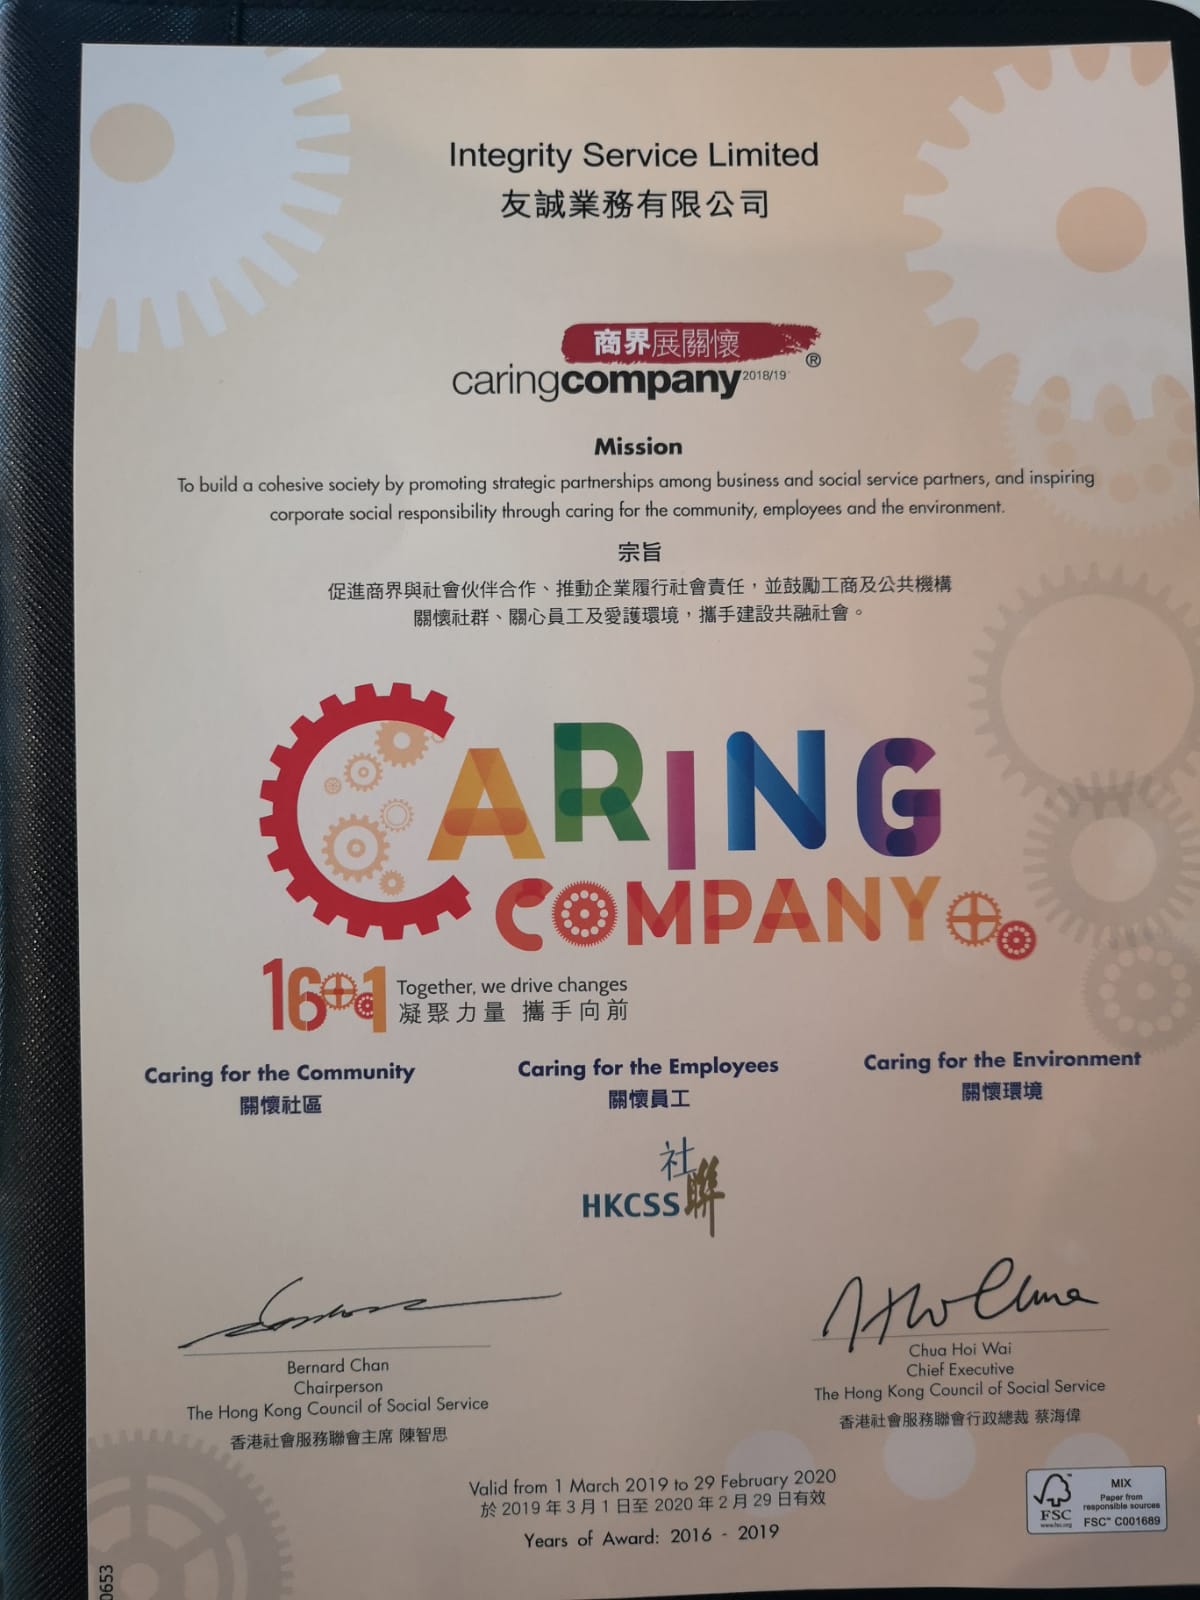 Integrity Service Limited
友誠業務有限公司
商界展關懷
caringcompany 2018/19 ®
Mission
To build a cohesive society by promoting strategic partnerships among business and social service partners, and inspiring
corporate social responsibility through caring for the community, employees and the environment.
宗旨
促進商界與社會伙伴合作、推動企業履行社會責任，並鼓勵工商及公共機構
關懷社群、關心員工及愛護環境，攜手建設共融社會。
CARING
COMPANY
16+1
Together, we drive changes
凝聚力量 攜手向前
Caring for the Community
關懷社區
Caring for the Employees
關懷員工
Caring for the Environment
關懷環境
社聯
HKCSS
Bernard Chan
Chairperson
The Hong Kong Council of Social Service
香港社會服務聯會主席 陳智思
Chua Hoi Wai
Chief Executive
The Hong Kong Council of Social Service
香港社會服務聯會行政總裁 蔡海偉
Valid from 1 March 2019 to 29 February 2020
於 2019 年 3 月 1 日至 2020 年 2 月 29 日有效
Years of Award: 2016 - 2019
FSC
www.fsc.org
MIX
Paper from
responsible sources
FSC™ C001689
0653